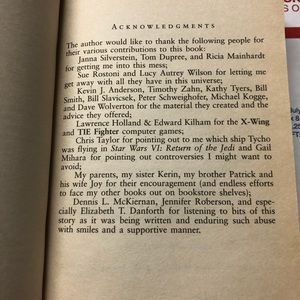 ACKNOWLEDGMENTS
The author would like to thank the following people for
their various contributions to this book:
Janna Silverstein, Tom Dupree, and Ricia Mainhardt
for getting me into this mess;
Sue Rostoni and Lucy Autrey Wilson for letting me
get away with everything;
Kevin J. Anderson, Timothy Zahn, Kathy Tyers, Bill
Smith, Bill Slavicsek, Peter Schweighofer, Michael Kogge,
and Dave Wolverton for the material they created and the
advice they offered;
Lawrence Holland & Edward Kilham for the X-Wing
and TIE Fighter computer games;
Chris Taylor for pointing out to me which ship Tycho
was flying in Star Wars VI: Return of the Jedi and Gail
Mihara for pointing out controversies I might want to
avoid;
My parents, my sister Kerin, my brother Patrick and
his wife Joy for their encouragement (and endless efforts
to face my other books out on bookstore shelves);
Dennis L. McKiernan, Jennifer Roberson, and espe-
cially Elizabeth T. Danforth for listening to bits of this
story as it was being written and enduring such abuse
with smiles and a supportive manner.